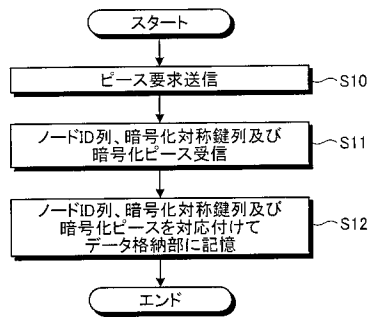 スタート
ピース要求送信
S10
ノードID列、暗号化対称鍵列及び
暗号化ピース受信
S11
ノードID列、暗号化対称鍵列及び
暗号化ピースを対応付けて
データ格納部に記憶
S12
エンド